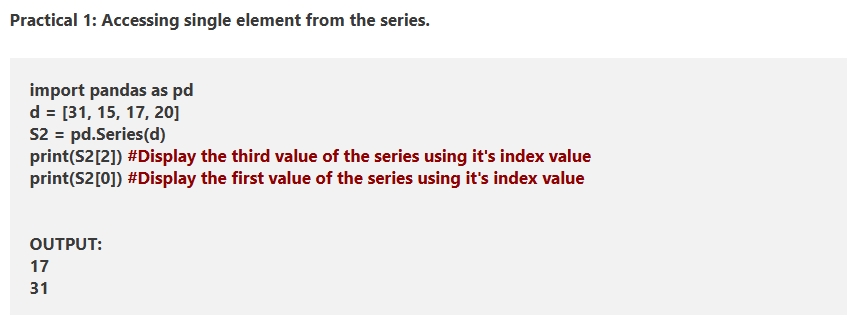 Practical 1: Accessing single element from the series.
import pandas as pd
d = [31, 15, 17, 20]
S2 = pd.Series(d)
print(S2[2]) #Display the third value of the series using it's index value
print(S2[0]) #Display the first value of the series using it's index value
OUTPUT:
17
31